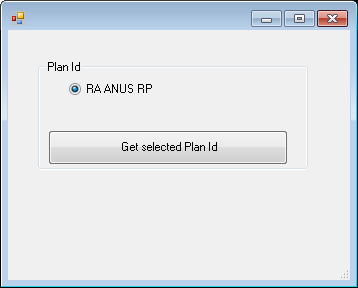 Plan Id
RA ANUS RP
Get selected Plan Id